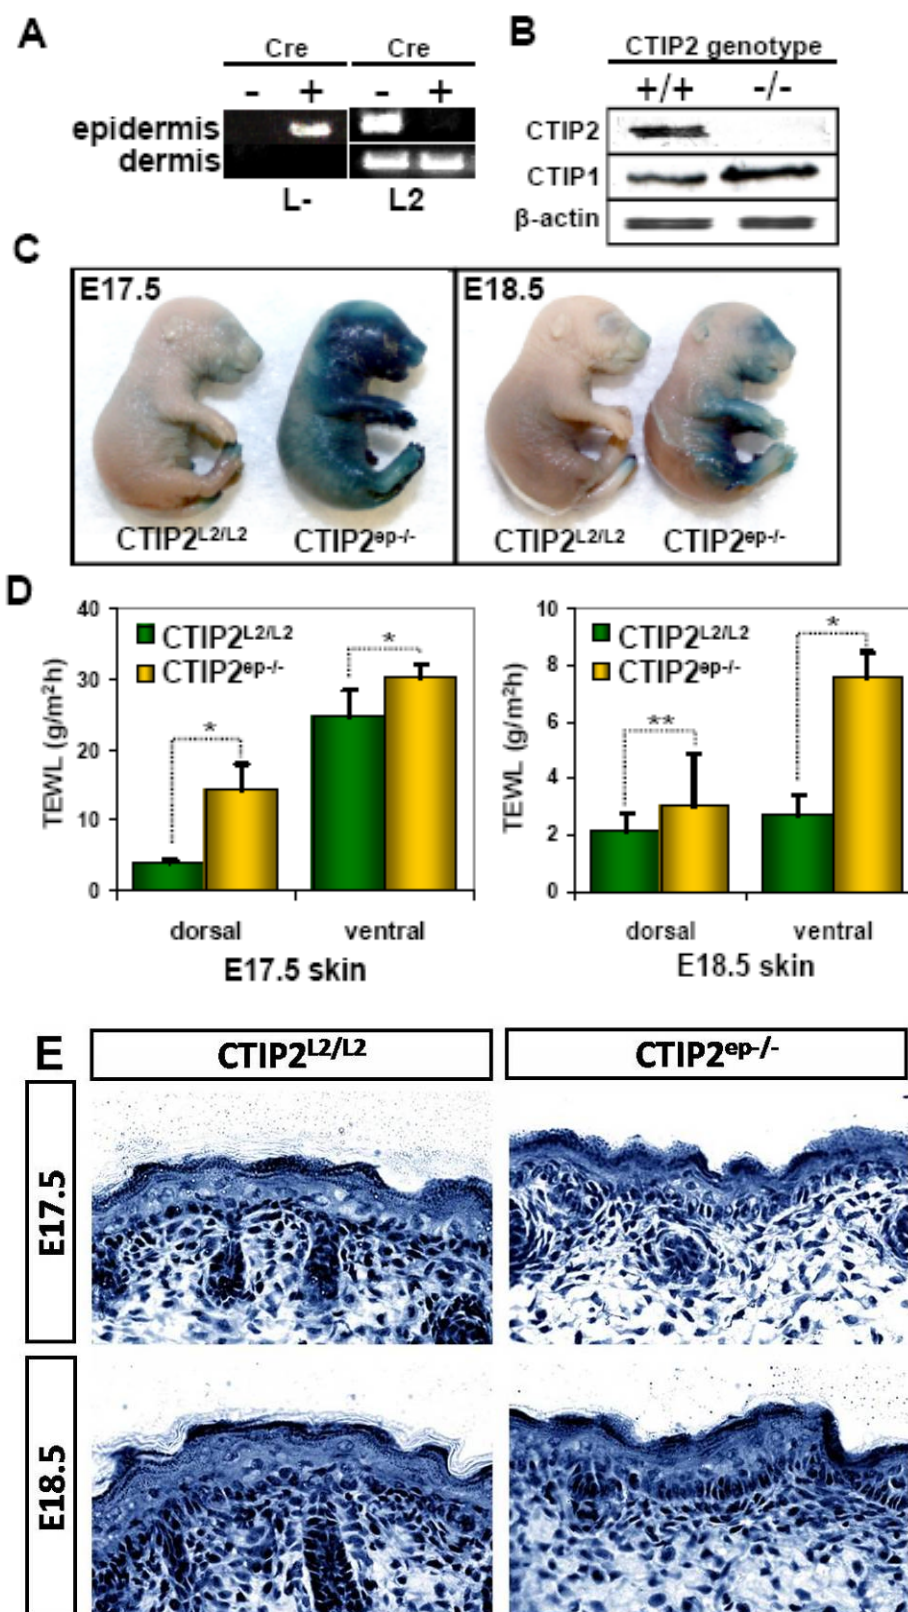 A
Cre Cre
- + - +
epidermis
dermis
L- L2
B
CTIP2 genotype
+/+ -/-
CTIP2
CTIP1
β-actin
C
E17.5
CTIP2L2/L2 CTIP2ep-/-
E18.5
CTIP2L2/L2 CTIP2ep-/-
D
TEWL (g/m2h)
40
30
20
10
0
CTIP2L2/L2
CTIP2ep-/-
*
*
dorsal ventral
E17.5 skin
TEWL (g/m2h)
10
8
6
4
2
0
CTIP2L2/L2
CTIP2ep-/-
**
*
dorsal ventral
E18.5 skin
E
CTIP2L2/L2 CTIP2ep-/-
E17.5
E18.5